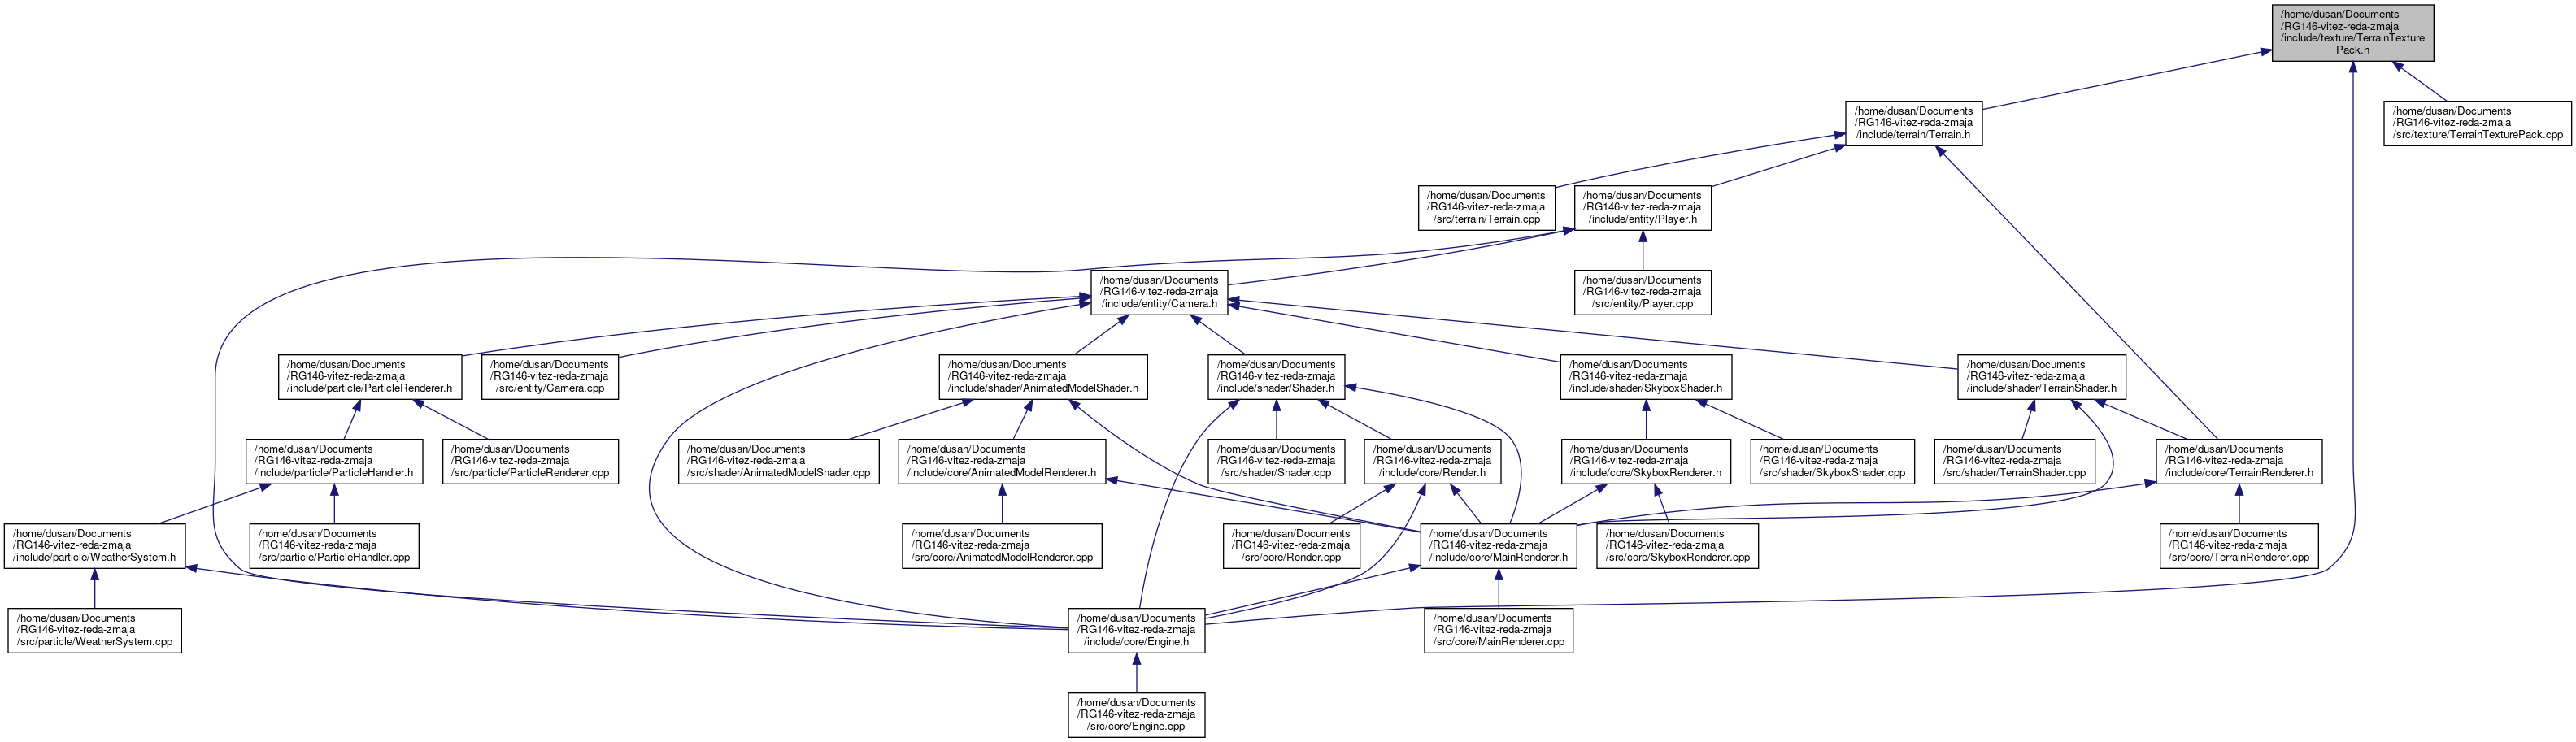 /home/dusan/Documents
/RG146-vitez-reda-zmaja
/include/texture/TerrainTexture
Pack.h
/home/dusan/Documents
/RG146-vitez-reda-zmaja
/include/terrain/Terrain.h
/home/dusan/Documents
/RG146-vitez-reda-zmaja
/src/texture/TerrainTexturePack.cpp
/home/dusan/Documents
/RG146-vitez-reda-zmaja
/src/terrain/Terrain.cpp
/home/dusan/Documents
/RG146-vitez-reda-zmaja
/include/entity/Player.h
/home/dusan/Documents
/RG146-vitez-reda-zmaja
/include/entity/Camera.h
/home/dusan/Documents
/RG146-vitez-reda-zmaja
/src/entity/Player.cpp
/home/dusan/Documents
/RG146-vitez-reda-zmaja
/include/particle/ParticleRenderer.h
/home/dusan/Documents
/RG146-vitez-reda-zmaja
/src/entity/Camera.cpp
/home/dusan/Documents
/RG146-vitez-reda-zmaja
/include/shader/AnimatedModelShader.h
/home/dusan/Documents
/RG146-vitez-reda-zmaja
/include/shader/Shader.h
/home/dusan/Documents
/RG146-vitez-reda-zmaja
/include/shader/SkyboxShader.h
/home/dusan/Documents
/RG146-vitez-reda-zmaja
/include/shader/TerrainShader.h
/home/dusan/Documents
/RG146-vitez-reda-zmaja
/include/particle/ParticleHandler.h
/home/dusan/Documents
/RG146-vitez-reda-zmaja
/src/particle/ParticleRenderer.cpp
/home/dusan/Documents
/RG146-vitez-reda-zmaja
/src/shader/AnimatedModelShader.cpp
/home/dusan/Documents
/RG146-vitez-reda-zmaja
/include/core/AnimatedModelRenderer.h
/home/dusan/Documents
/RG146-vitez-reda-zmaja
/src/shader/Shader.cpp
/home/dusan/Documents
/RG146-vitez-reda-zmaja
/include/core/Render.h
/home/dusan/Documents
/RG146-vitez-reda-zmaja
/include/core/SkyboxRenderer.h
/home/dusan/Documents
/RG146-vitez-reda-zmaja
/src/shader/SkyboxShader.cpp
/home/dusan/Documents
/RG146-vitez-reda-zmaja
/src/shader/TerrainShader.cpp
/home/dusan/Documents
/RG146-vitez-reda-zmaja
/include/core/TerrainRenderer.h
/home/dusan/Documents
/RG146-vitez-reda-zmaja
/include/particle/WeatherSystem.h
/home/dusan/Documents
/RG146-vitez-reda-zmaja
/src/particle/ParticleHandler.cpp
/home/dusan/Documents
/RG146-vitez-reda-zmaja
/src/core/AnimatedModelRenderer.cpp
/home/dusan/Documents
/RG146-vitez-reda-zmaja
/src/core/Render.cpp
/home/dusan/Documents
/RG146-vitez-reda-zmaja
/include/core/MainRenderer.h
/home/dusan/Documents
/RG146-vitez-reda-zmaja
/src/core/SkyboxRenderer.cpp
/home/dusan/Documents
/RG146-vitez-reda-zmaja
/src/core/TerrainRenderer.cpp
/home/dusan/Documents
/RG146-vitez-reda-zmaja
/src/particle/WeatherSystem.cpp
/home/dusan/Documents
/RG146-vitez-reda-zmaja
/include/core/Engine.h
/home/dusan/Documents
/RG146-vitez-reda-zmaja
/src/core/MainRenderer.cpp
/home/dusan/Documents
/RG146-vitez-reda-zmaja
/src/core/Engine.cpp